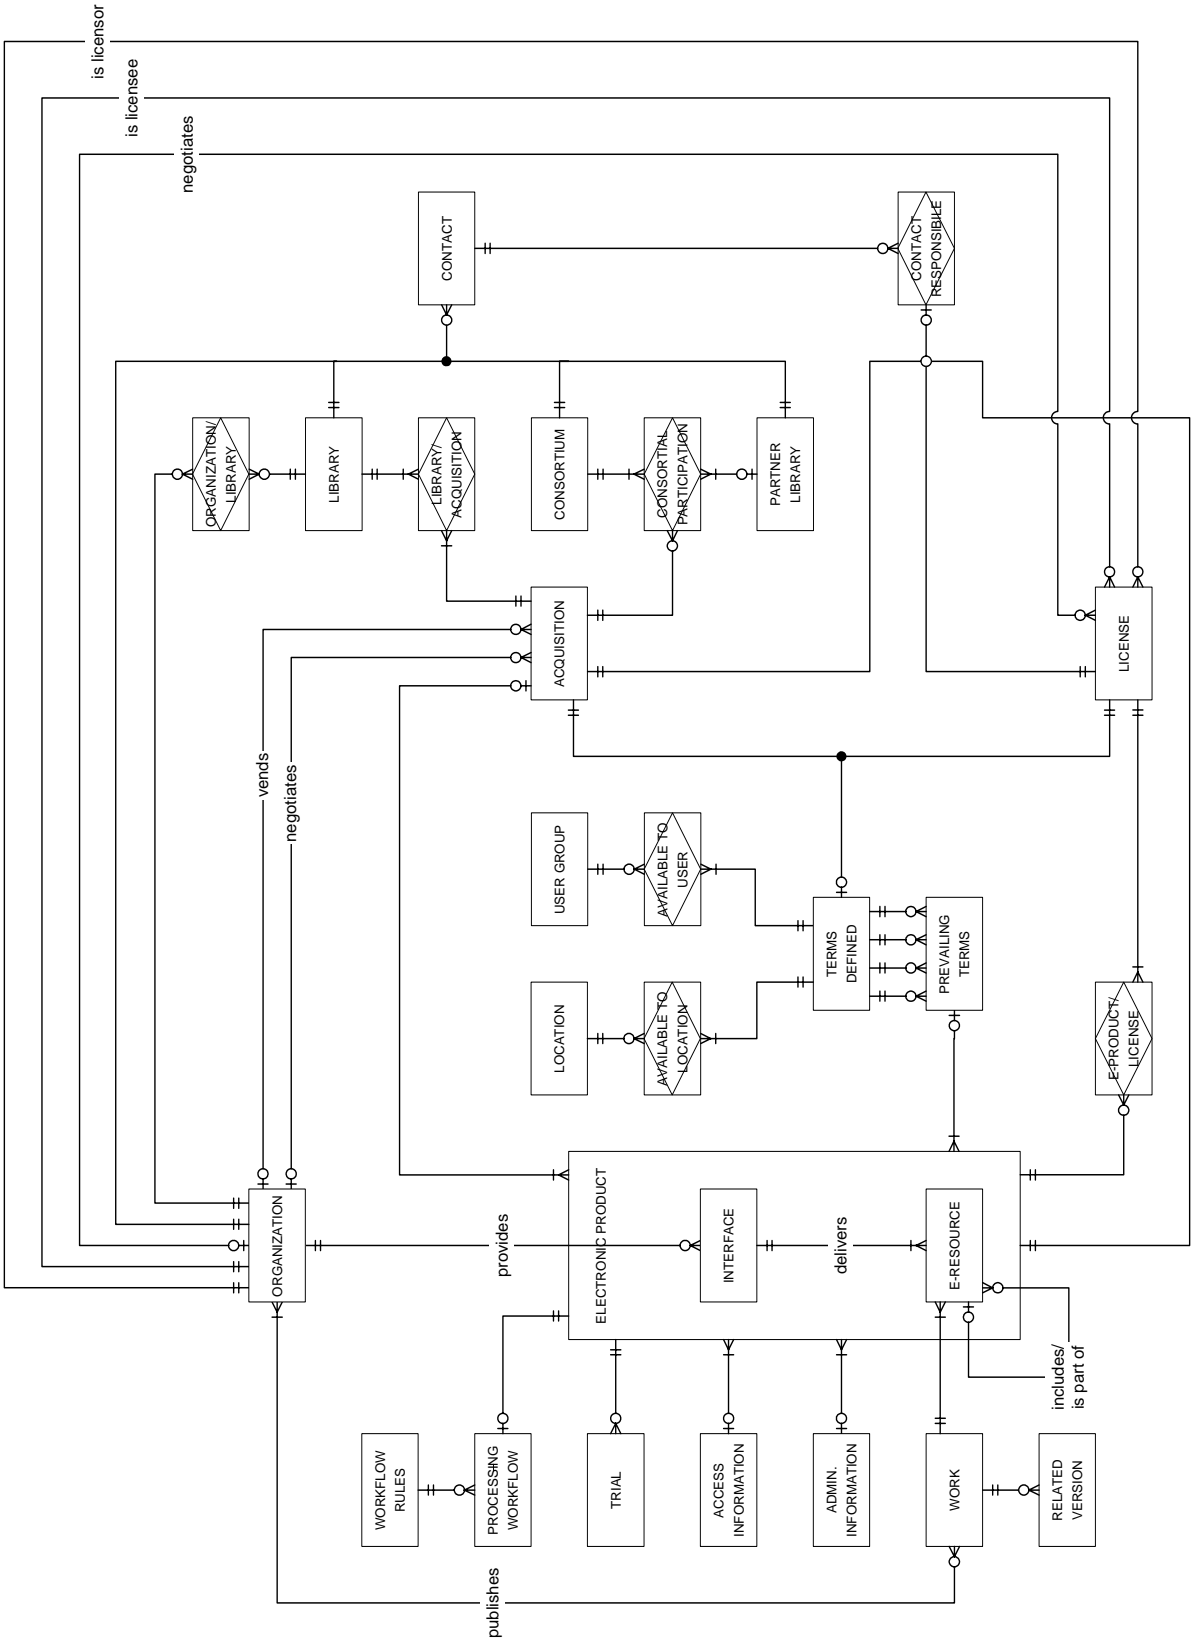 is licensor
is licensee
negotiates
CONTACT
CONTACT
RESPONSIBILE
ORGANIZATION/
LIBRARY
LIBRARY
LIBRARY/
ACQUISITION
CONSORTIUM
CONSORTIAL
PARTICIPATION
PARTNER
LIBRARY
ACQUISITION
LICENSE
vends
negotiates
USER GROUP
AVAILABLE TO
USER
TERMS
DEFINED
PREVAILING
TERMS
LOCATION
AVAILABLE TO
LOCATION
E-PRODUCT/
LICENSE
ORGANIZATION
provides
ELECTRONIC PRODUCT
INTERFACE
delivers
E-RESOURCE
includes/
is part of
WORKFLOW
RULES
PROCESSING
WORKFLOW
TRIAL
ACCESS
INFORMATION
ADMIN.
INFORMATION
WORK
RELATED
VERSION
publishes